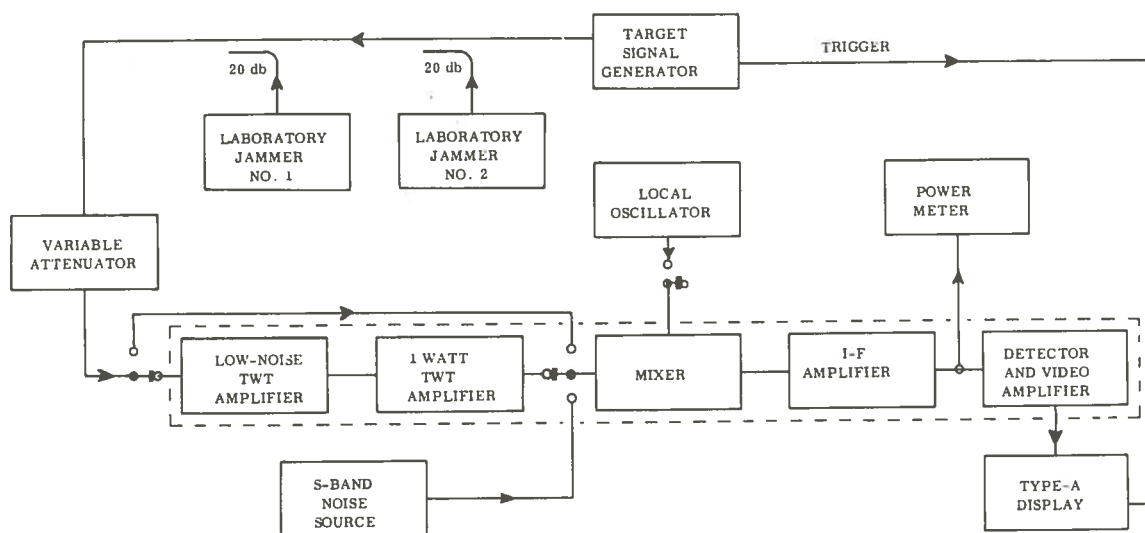 TARGET
SIGNAL
GENERATOR
TRIGGER
20 db
20 db
LABORATORY
JAMMER
NO. 1
LABORATORY
JAMMER
NO. 2
LOCAL
OSCILLATOR
POWER
METER
VARIABLE
ATTENUATOR
LOW-NOISE
TWT
AMPLIFIER
1 WATT
TWT
AMPLIFIER
MIXER
I-F
AMPLIFIER
DETECTOR
AND VIDEO
AMPLIFIER
S-BAND
NOISE
SOURCE
TYPE-A
DISPLAY